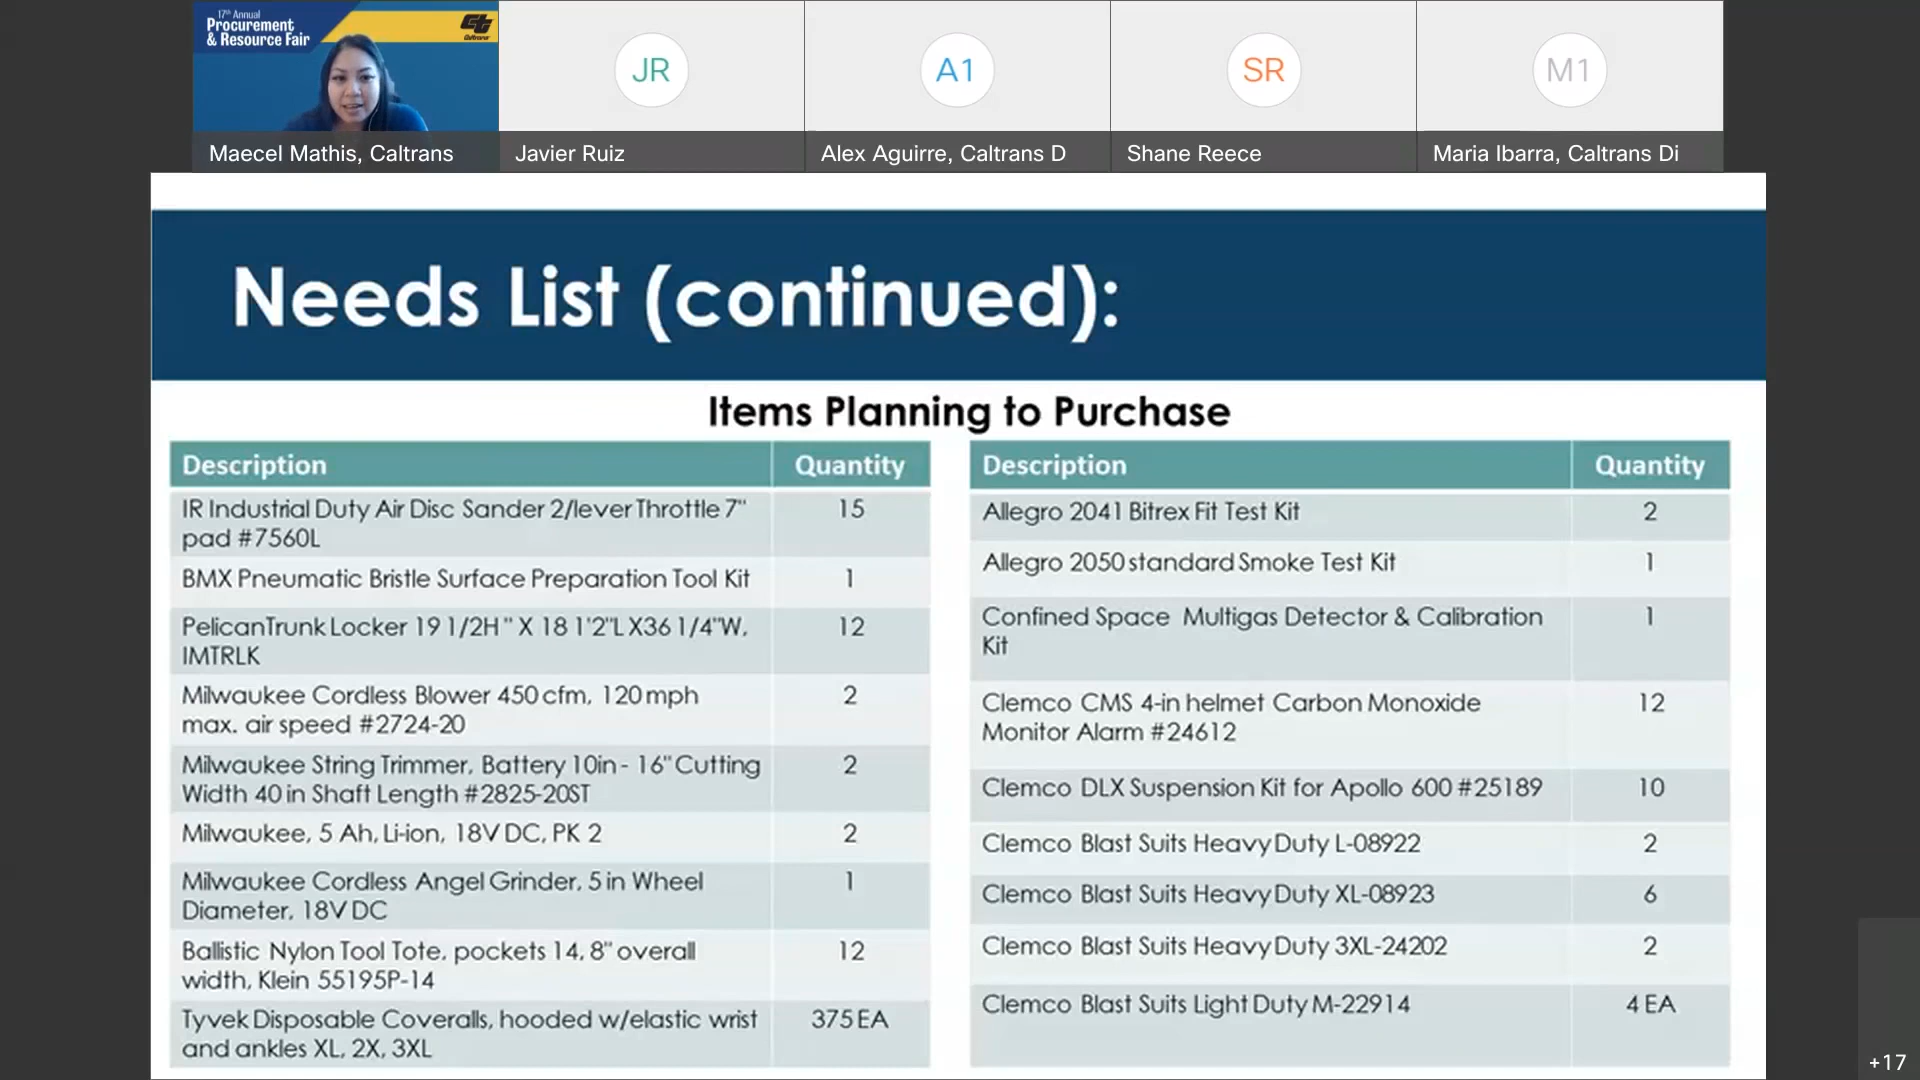 17th Annual
Procurement
& Resource Fair
Caltrans
JR
A1
SR
M1
Maecel Mathis, Caltrans
Javier Ruiz
Alex Aguirre, Caltrans D
Shane Reece
Maria Ibarra, Caltrans Di
Needs List (continued):
Items Planning to Purchase
Description Quantity
IR Industrial Duty Air Disc Sander 2/lever Throttle 7" 15
pad #7560L
BMX Pneumatic Bristle Surface Preparation Tool Kit 1
PelicanTrunk Locker 19 1/2H " X 18 1'2"L X36 1/4"W, 12
IMTRLK
Milwaukee Cordless Blower 450 cfm, 120 mph 2
max. air speed #2724-20
Milwaukee String Trimmer, Battery 10in - 16" Cutting 2
Width 40 in Shaft Length #2825-20ST
Milwaukee, 5 Ah, Li-ion, 18V DC, PK 2 2
Milwaukee Cordless Angel Grinder, 5 in Wheel 1
Diameter, 18V DC
Ballistic Nylon Tool Tote, pockets 14, 8" overall 12
width, Klein 55195P-14
Tyvek Disposable Coveralls, hooded w/elastic wrist 375 EA
and ankles XL, 2X, 3XL
Description Quantity
Allegro 2041 Bitrex Fit Test Kit 2
Allegro 2050 standard Smoke Test Kit 1
Confined Space Multigas Detector & Calibration 1
Kit
Clemco CMS 4-in helmet Carbon Monoxide 12
Monitor Alarm #24612
Clemco DLX Suspension Kit for Apollo 600 #25189 10
Clemco Blast Suits Heavy Duty L-08922 2
Clemco Blast Suits Heavy Duty XL-08923 6
Clemco Blast Suits Heavy Duty 3XL-24202 2
Clemco Blast Suits Light Duty M-22914 4 EA
+17